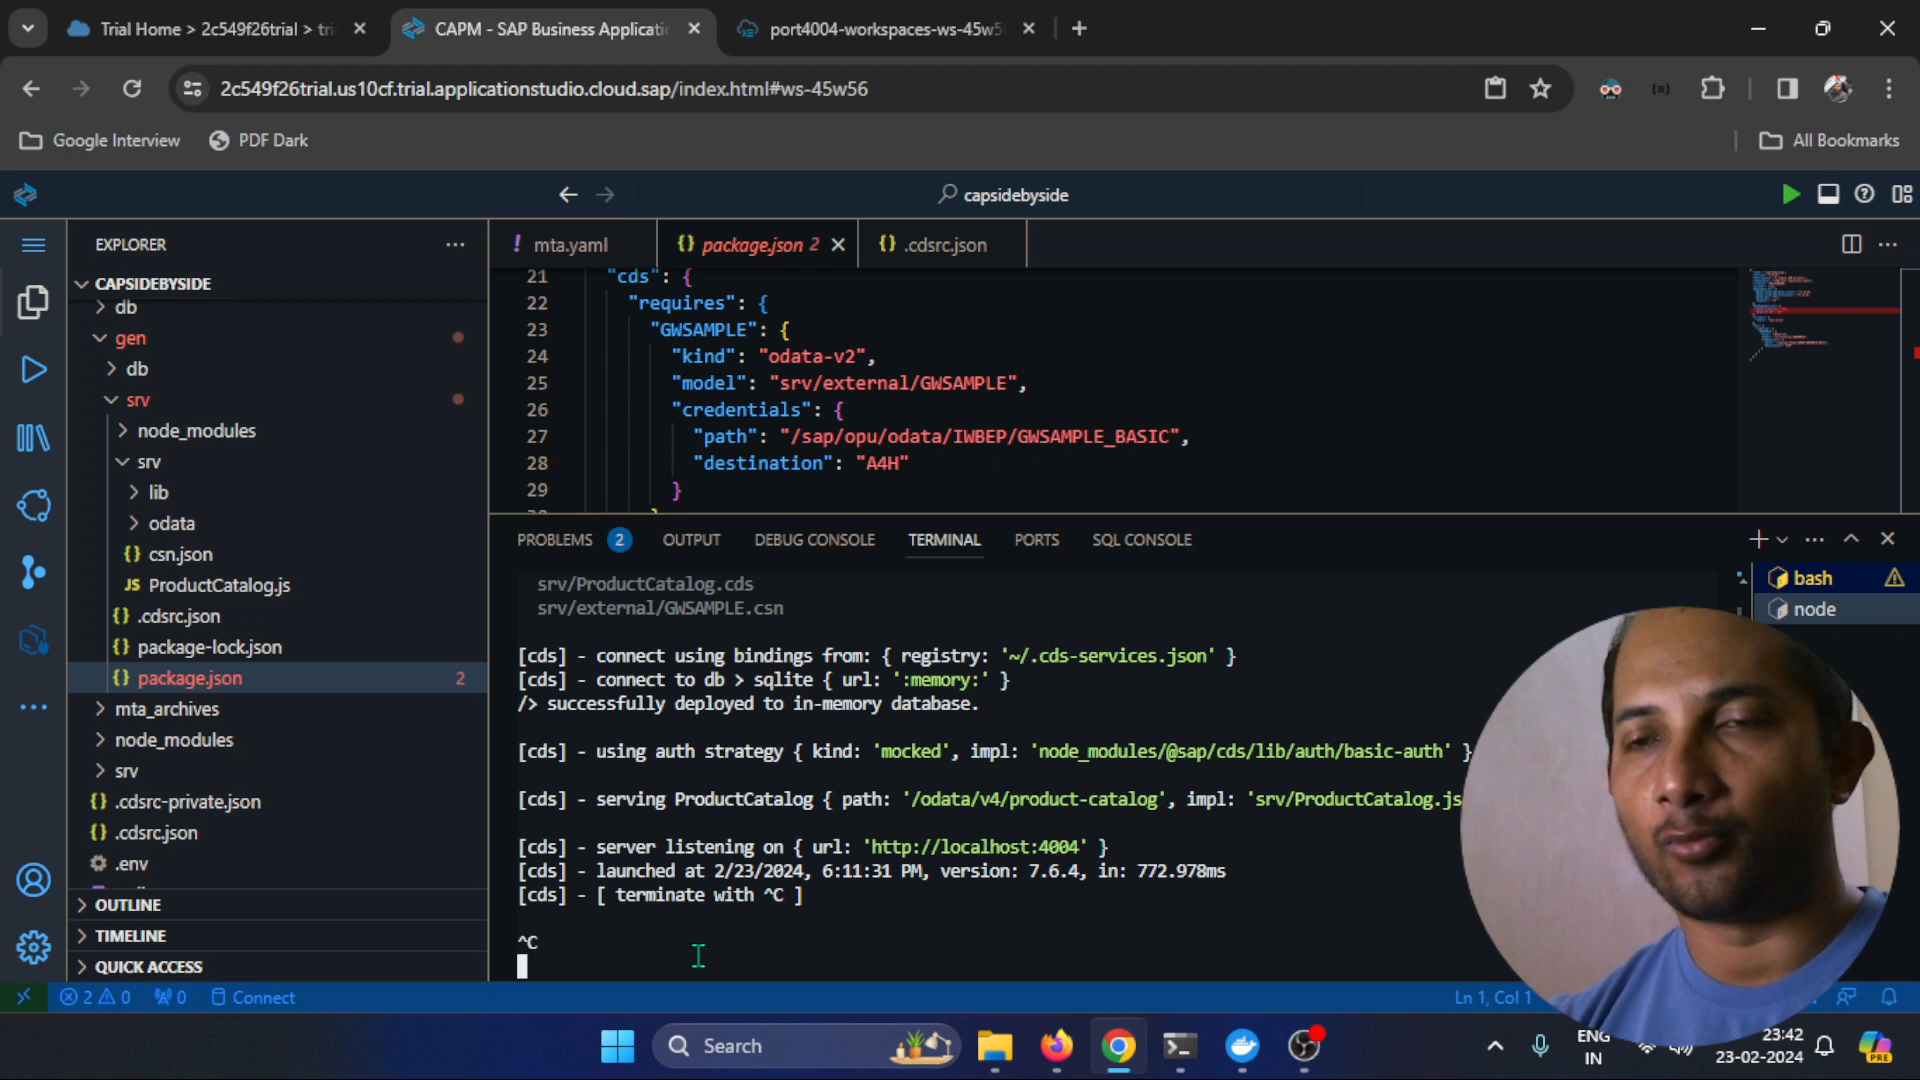 Trial Home > 2c549f26trial > tri
CAPM - SAP Business Applicati
port4004-workspaces-ws-45w5
2c549f26trial.us10cf.trial.applicationstudio.cloud.sap/index.html#ws-45w56
Google Interview
PDF Dark
All Bookmarks
capsidebyside
EXPLORER
mta.yaml
package.json 2
.cdsrc.json
CAPSIDEBYSIDE
db
gen
db
srv
node_modules
srv
lib
odata
csn.json
JS ProductCatalog.js
.cdsrc.json
package-lock.json
package.json 2
mta_archives
node_modules
srv
.cdsrc-private.json
.cdsrc.json
.env
OUTLINE
TIMELINE
QUICK ACCESS
21 "cds": {
22 "requires": {
23 "GWSAMPLE": {
24 "kind": "odata-v2",
25 "model": "srv/external/GWSAMPLE",
26 "credentials": {
27 "path": "/sap/opu/odata/IWBEP/GWSAMPLE_BASIC",
28 "destination": "A4H"
29 }
PROBLEMS 2 OUTPUT DEBUG CONSOLE TERMINAL PORTS SQL CONSOLE
bash
node
srv/ProductCatalog.cds
srv/external/GWSAMPLE.csn
[cds] - connect using bindings from: { registry: '~/.cds-services.json' }
[cds] - connect to db > sqlite { url: ':memory:' }
/> successfully deployed to in-memory database.
[cds] - using auth strategy { kind: 'mocked', impl: 'node_modules/@sap/cds/lib/auth/basic-auth' }
[cds] - serving ProductCatalog { path: '/odata/v4/product-catalog', impl: 'srv/ProductCatalog.js
[cds] - server listening on { url: 'http://localhost:4004' }
[cds] - launched at 2/23/2024, 6:11:31 PM, version: 7.6.4, in: 772.978ms
[cds] - [ terminate with ^C ]
^C
2 0 0 Connect
Ln 1, Col 1
Search
ENG
IN
23:42
23-02-2024
PRE